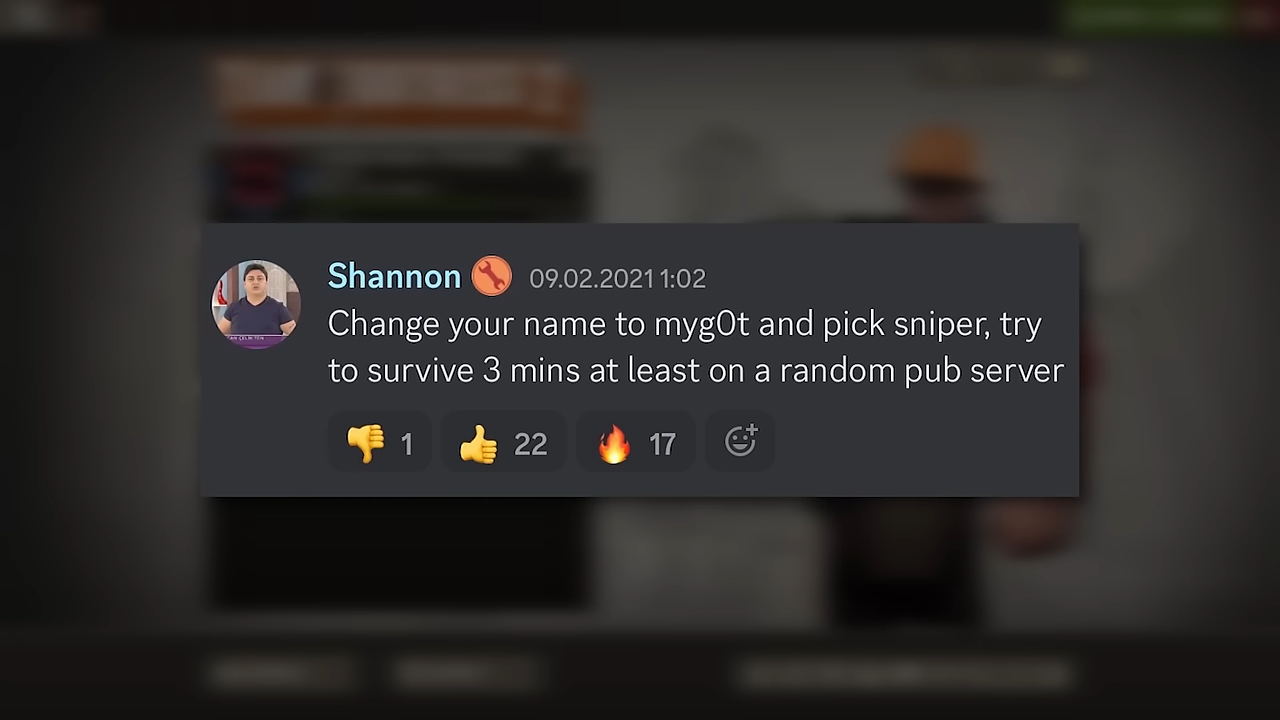 Shannon 09.02.2021 1:02
Change your name to myg0t and pick sniper, try
to survive 3 mins at least on a random pub server
1 22 17